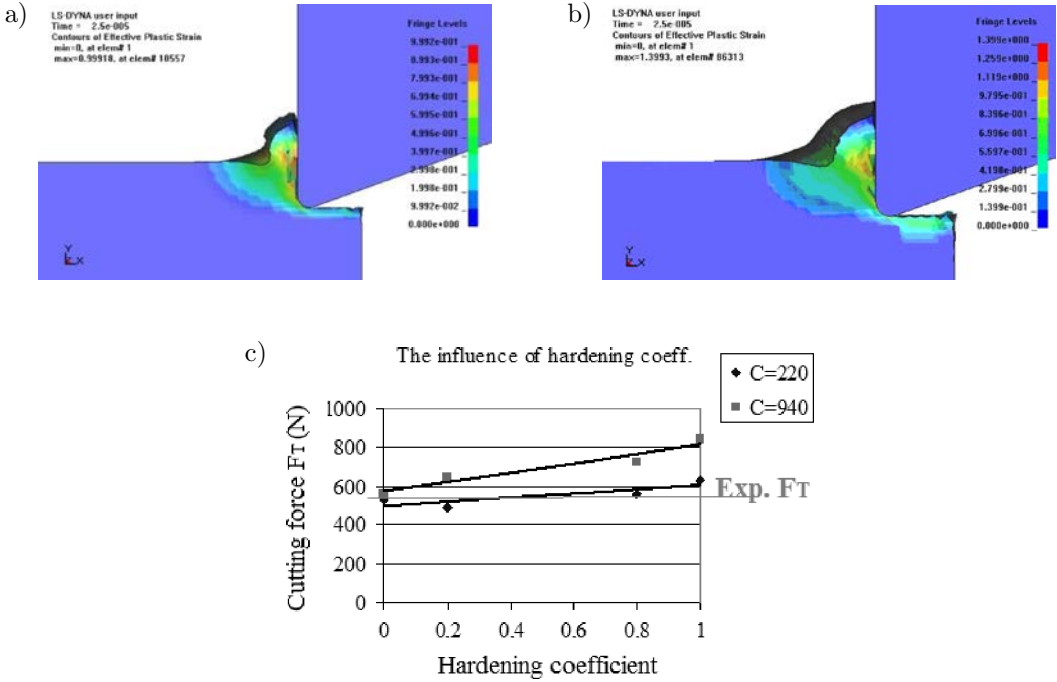 a)
LS-DYNA user input
Time = 2.5e-005
Contours of Effective Plastic Strain
min=0, at elem# 1
max=0.99918, at elem# 10557
Fringe Levels
9.992e-001
8.993e-001
7.993e-001
6.994e-001
5.995e-001
4.996e-001
3.997e-001
2.998e-001
1.998e-001
9.992e-002
0.000e+000
Y
X
b)
LS-DYNA user input
Time = 2.5e-005
Contours of Effective Plastic Strain
min=0, at elem# 1
max=1.3993, at elem# 86313
Fringe Levels
1.399e+000
1.259e+000
1.119e+000
9.795e-001
8.396e-001
6.996e-001
5.597e-001
4.198e-001
2.799e-001
1.399e-001
0.000e+000
Y
X
c)
The influence of hardening coeff.
C=220
C=940
Cutting force FT (N)
1000
800
600
400
200
0
Exp. FT
0 0.2 0.4 0.6 0.8 1
Hardening coefficient